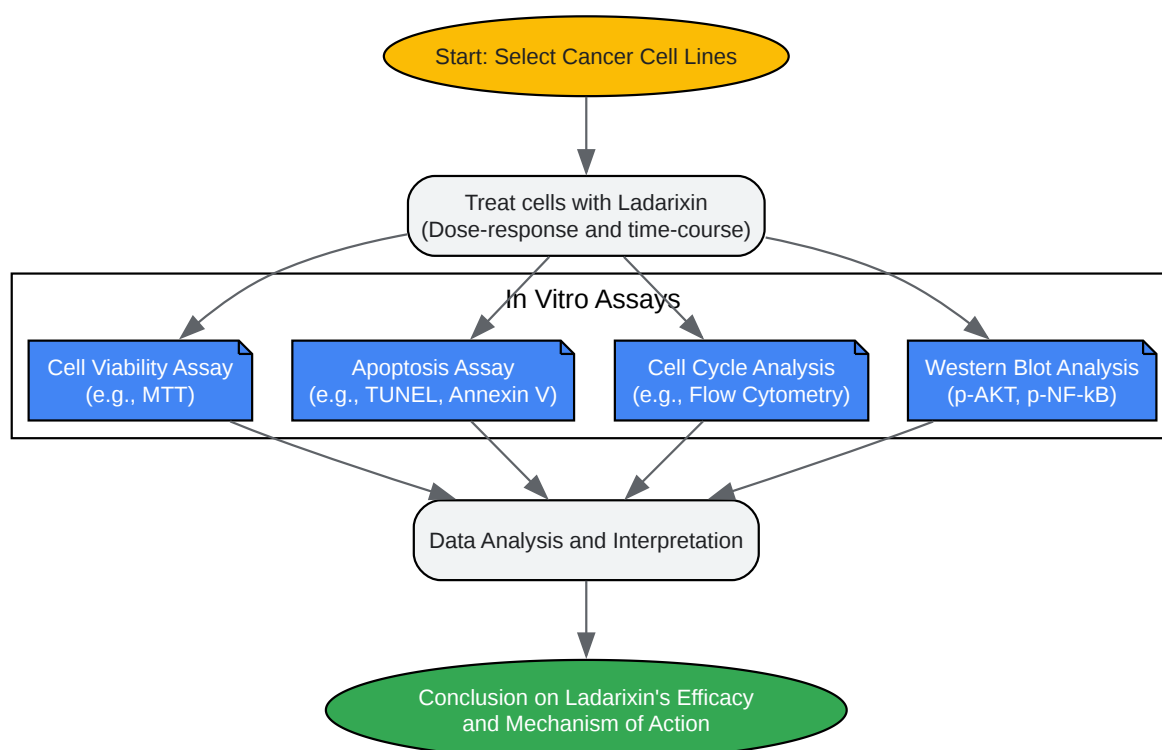 Start: Select Cancer Cell Lines
Treat cells with Ladarixin
(Dose-response and time-course)
In Vitro Assays
Cell Viability Assay
(e.g., MTT)
Apoptosis Assay
(e.g., TUNEL, Annexin V)
Cell Cycle Analysis
(e.g., Flow Cytometry)
Western Blot Analysis
(p-AKT, p-NF-kB)
Data Analysis and Interpretation
Conclusion on Ladarixin's Efficacy
and Mechanism of Action